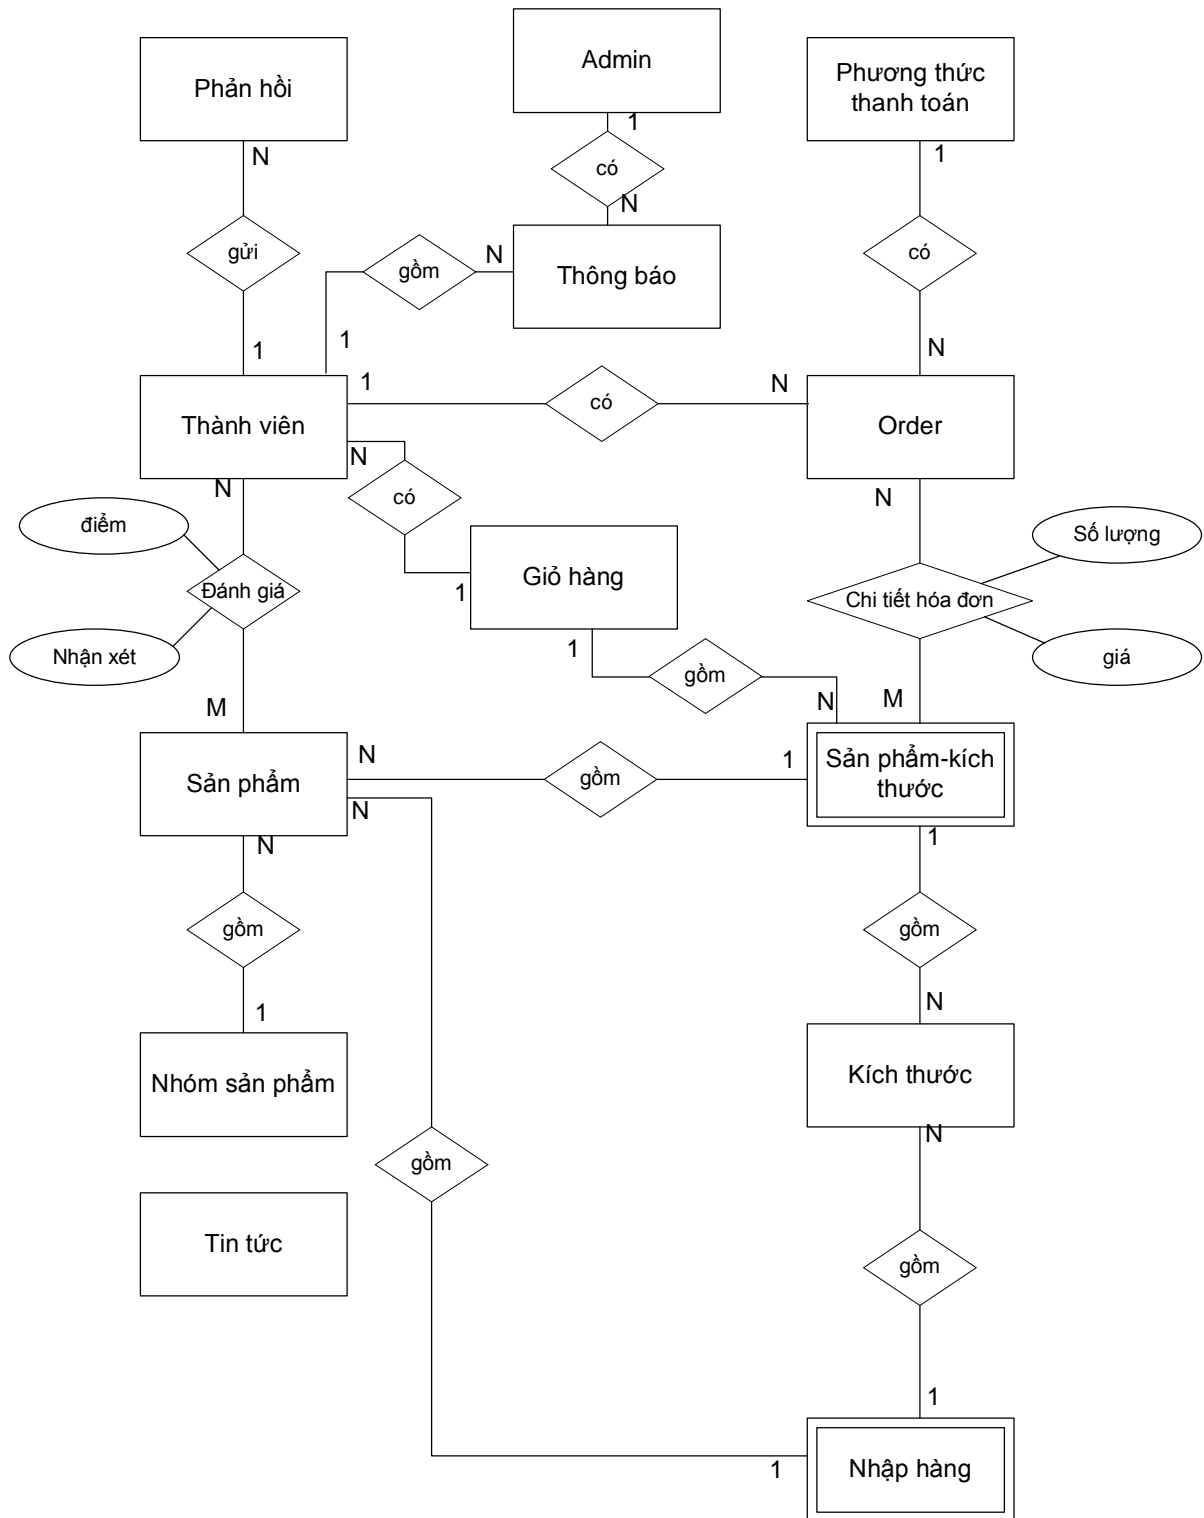 Admin
Phản hồi
Phương thức
thanh toán
1
N
1
có
N
gửi
N
gồm
Thông báo
có
1
1
N
1
N
Thành viên
có
Order
N
N
N
có
điểm
Số lượng
Đánh giá
1
Giỏ hàng
Chi tiết hóa đơn
Nhận xét
1
gồm
giá
M
N
M
Sản phẩm
N
gồm
1
Sản phẩm-kích
thước
N
N
1
gồm
gồm
1
N
Nhóm sản phẩm
Kích thước
N
gồm
Tin tức
gồm
1
1
Nhập hàng